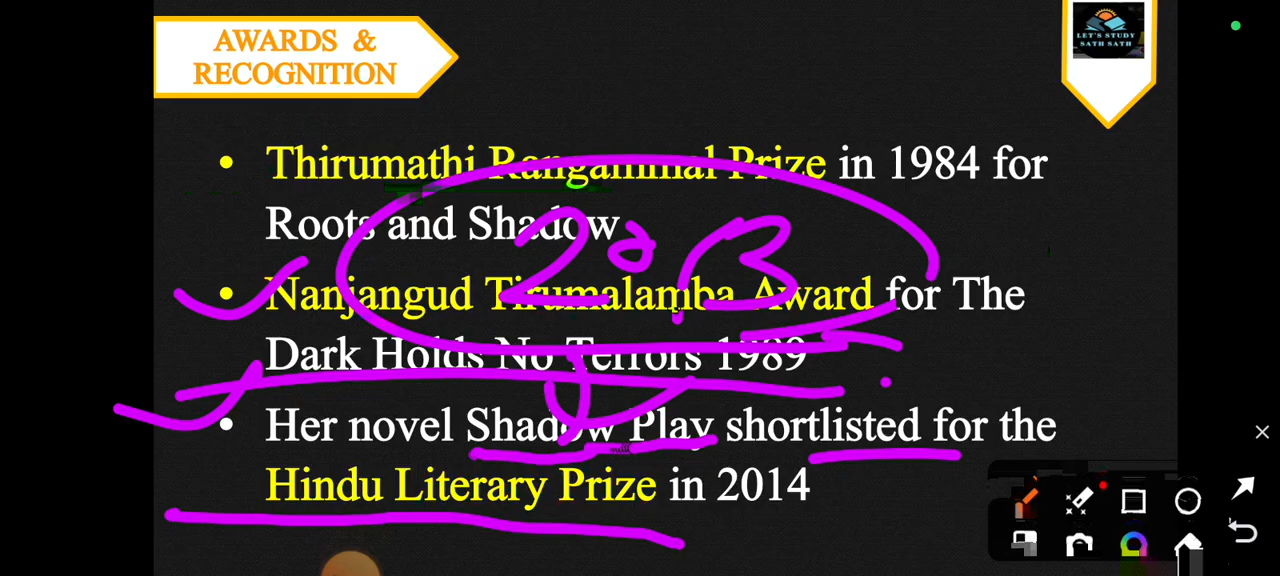 AWARDS &
RECOGNITION
LET'S STUDY
SATH SATH
• Thirumathi Rangammal Prize in 1984 for
Roots and Shadow
• Nanjangud Tirumalamba Award for The
Dark Holds No Terrors 1989
• Her novel Shadow Play shortlisted for the
Hindu Literary Prize in 2014